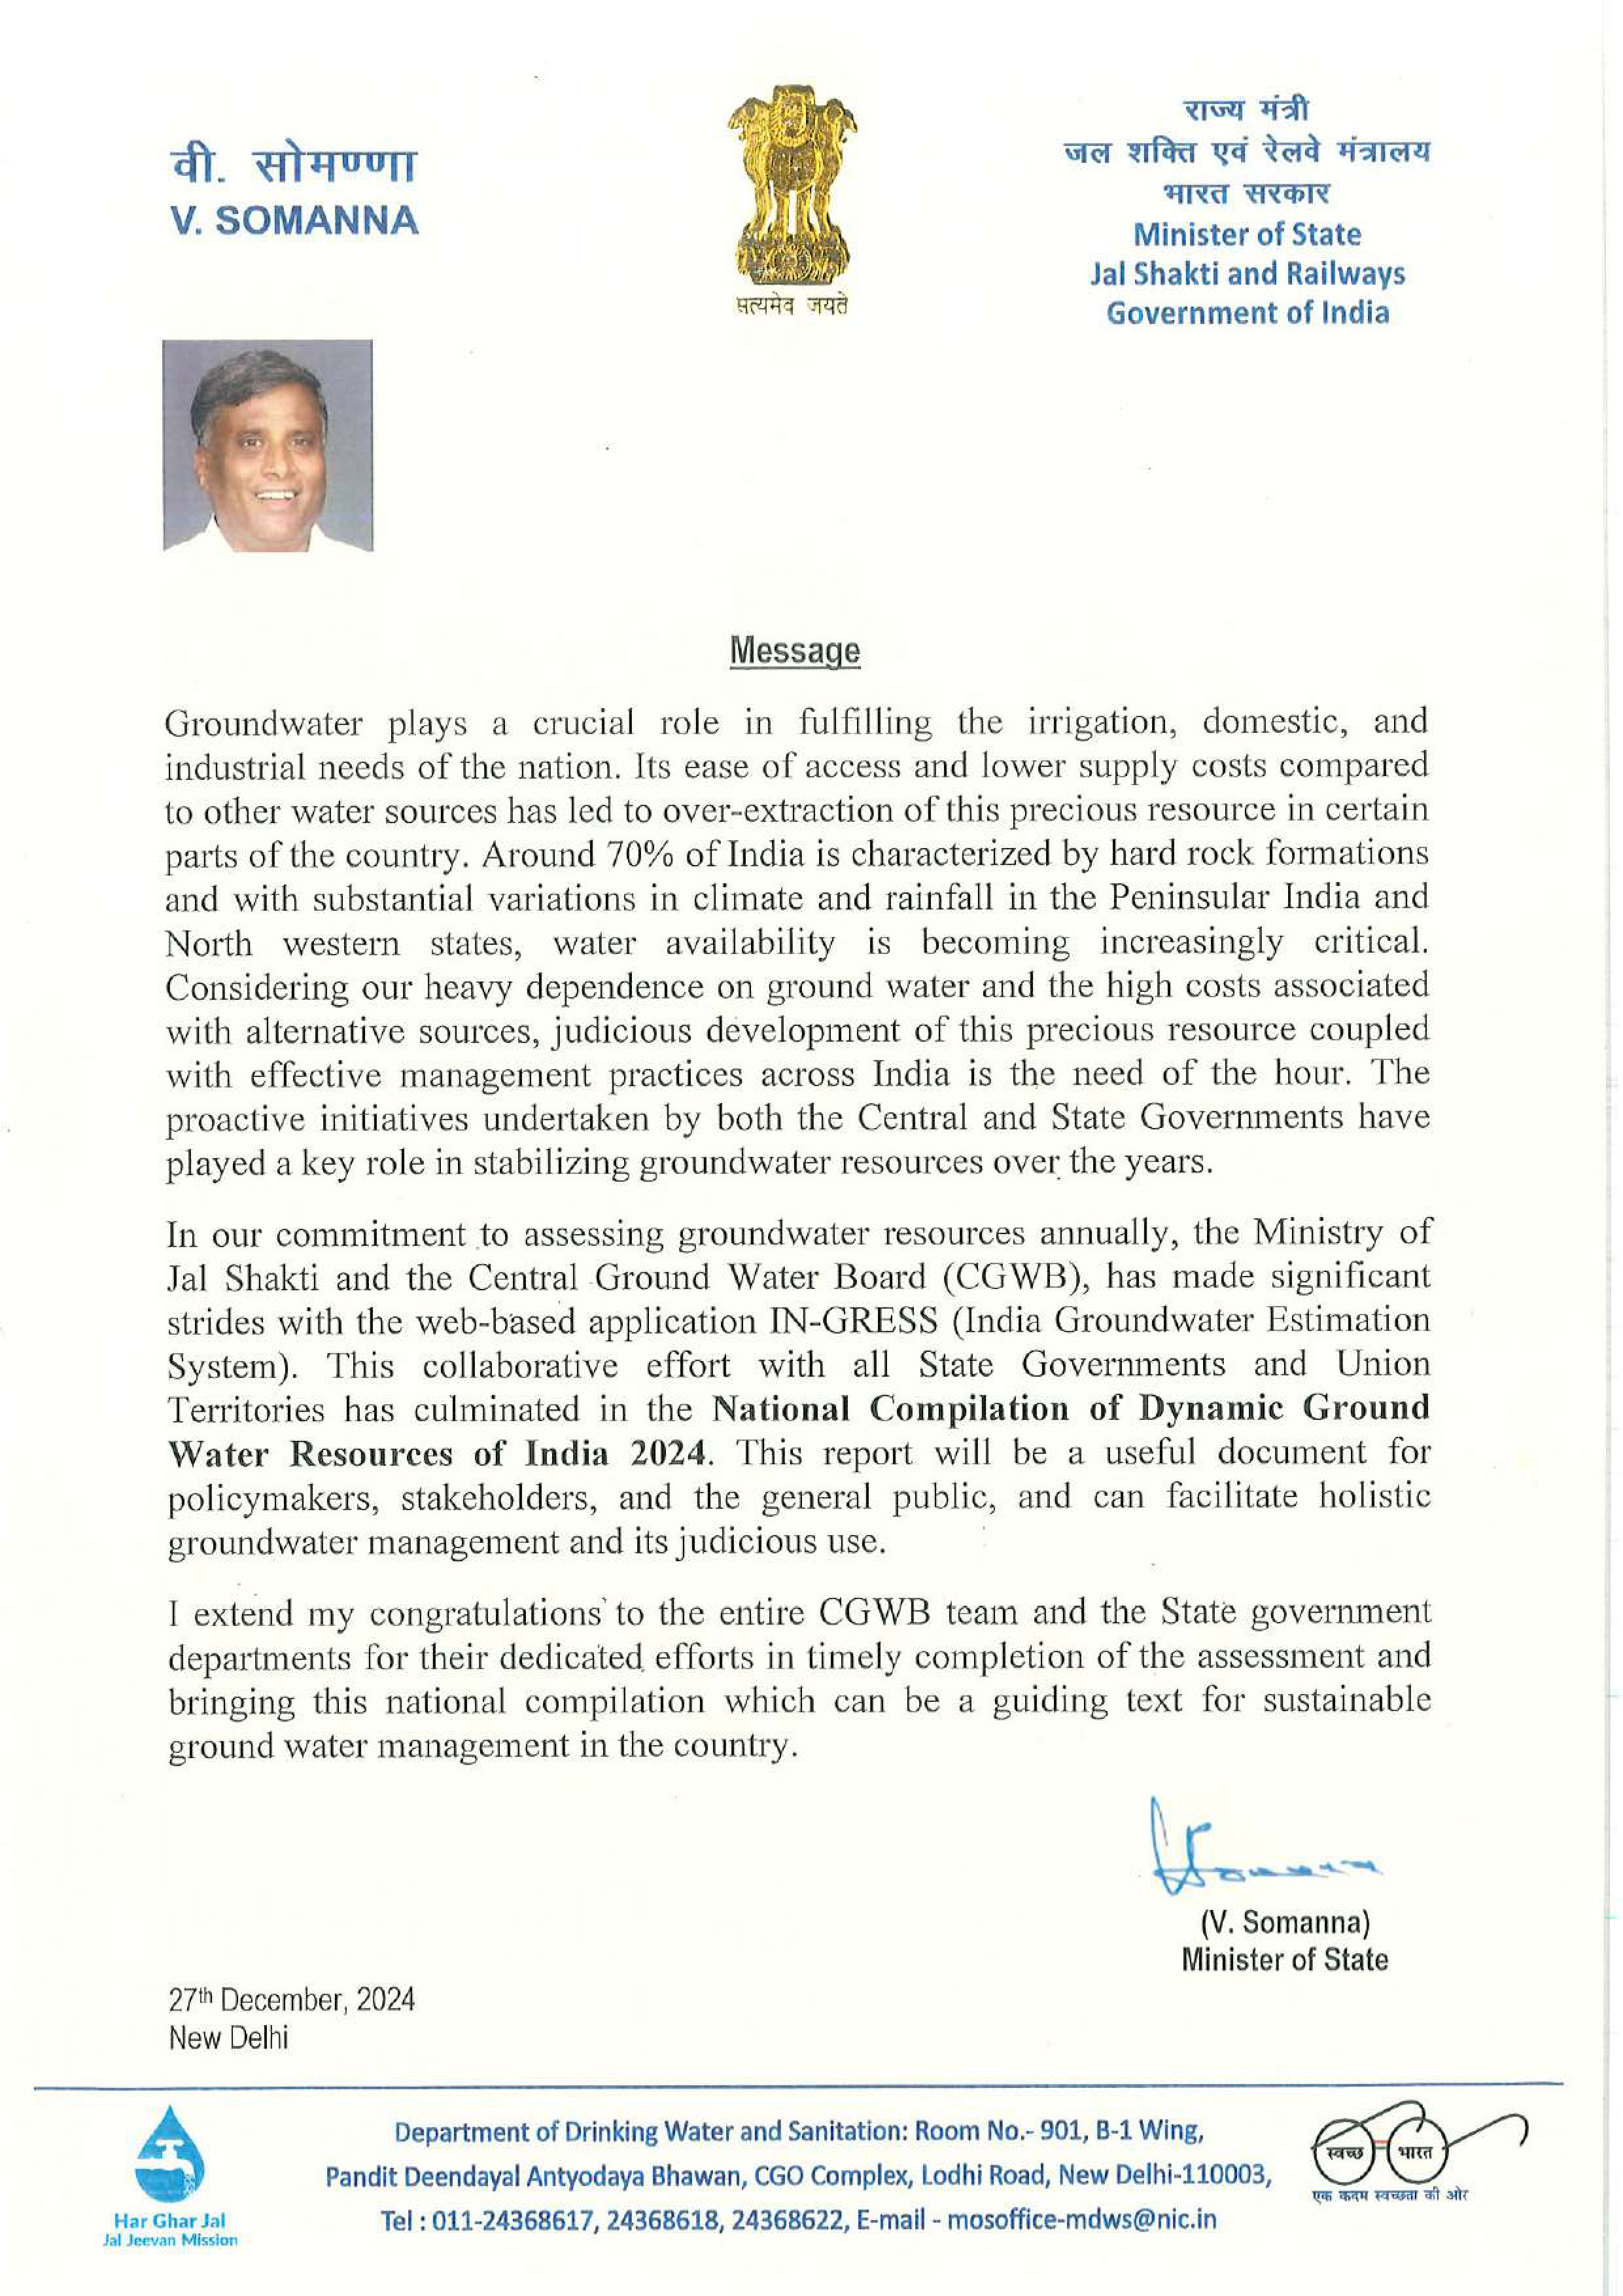 वी. सोमण्णा
V. SOMANNA
सत्यमेव जयते
राज्य मंत्री
जल शक्ति एवं रेलवे मंत्रालय
भारत सरकार
Minister of State
Jal Shakti and Railways
Government of India
Message
Groundwater plays a crucial role in fulfilling the irrigation, domestic, and
industrial needs of the nation. Its ease of access and lower supply costs compared
to other water sources has led to over-extraction of this precious resource in certain
parts of the country. Around 70% of India is characterized by hard rock formations
and with substantial variations in climate and rainfall in the Peninsular India and
North western states, water availability is becoming increasingly critical.
Considering our heavy dependence on ground water and the high costs associated
with alternative sources, judicious development of this precious resource coupled
with effective management practices across India is the need of the hour. The
proactive initiatives undertaken by both the Central and State Governments have
played a key role in stabilizing groundwater resources over the years.
In our commitment to assessing groundwater resources annually, the Ministry of
Jal Shakti and the Central Ground Water Board (CGWB), has made significant
strides with the web-based application IN-GRESS (India Groundwater Estimation
System). This collaborative effort with all State Governments and Union
Territories has culminated in the National Compilation of Dynamic Ground
Water Resources of India 2024. This report will be a useful document for
policymakers, stakeholders, and the general public, and can facilitate holistic
groundwater management and its judicious use.
I extend my congratulations to the entire CGWB team and the State government
departments for their dedicated efforts in timely completion of the assessment and
bringing this national compilation which can be a guiding text for sustainable
ground water management in the country.
(V. Somanna)
Minister of State
27th December, 2024
New Delhi
Har Ghar Jal
Jal Jeevan Mission
Department of Drinking Water and Sanitation: Room No.- 901, B-1 Wing,
Pandit Deendayal Antyodaya Bhawan, CGO Complex, Lodhi Road, New Delhi-110003,
Tel : 011-24368617, 24368618, 24368622, E-mail - mosoffice-mdws@nic.in
स्वच्छ भारत
एक कदम स्वच्छता की ओर